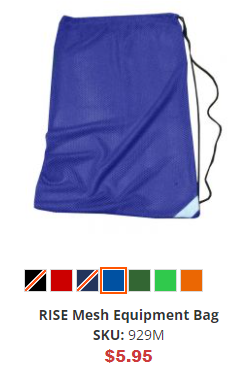 RISE Mesh Equipment Bag
SKU: 929M
$5.95